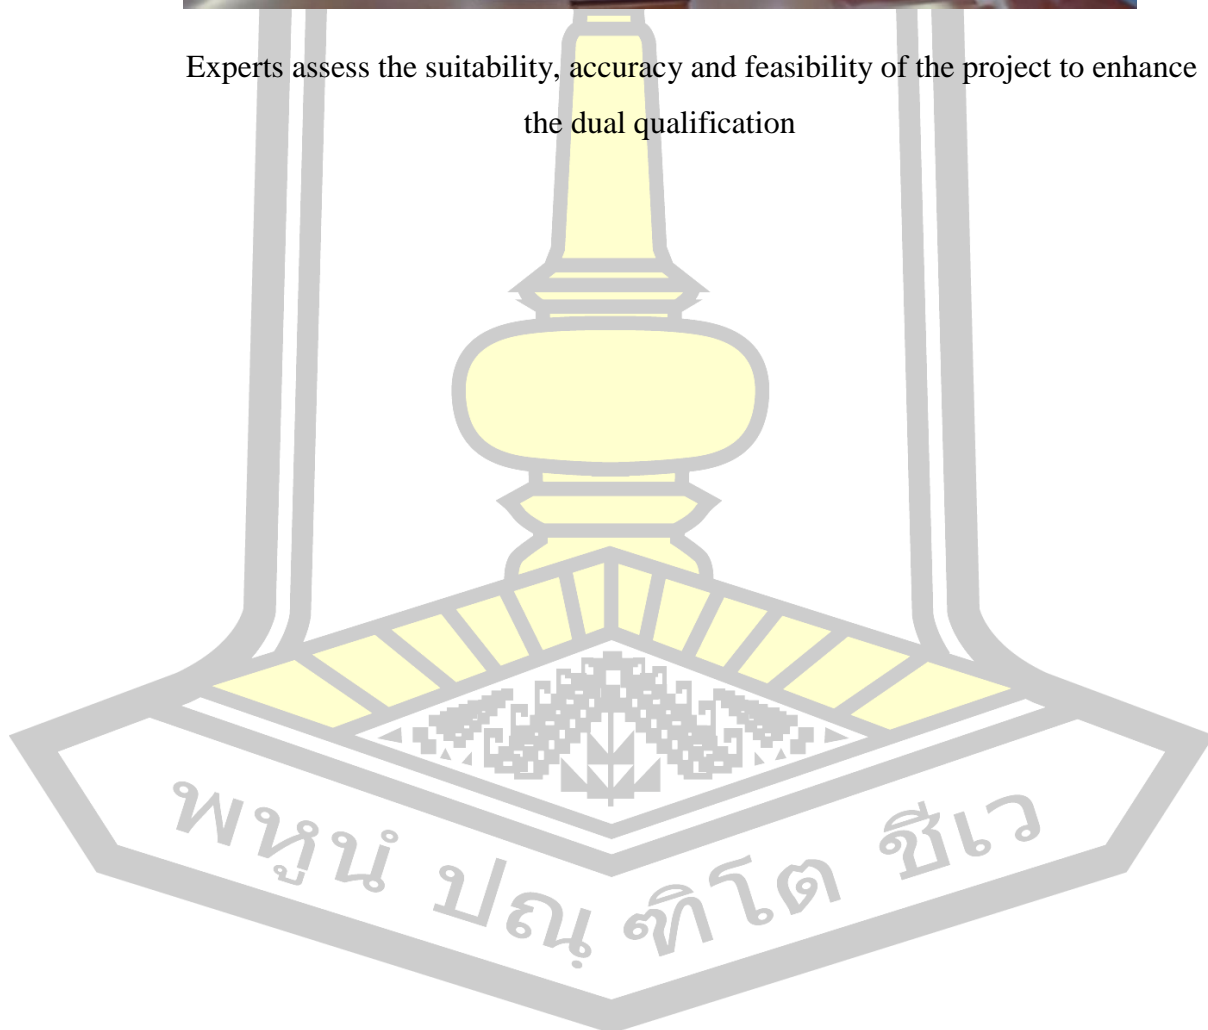 Experts assess the suitability, accuracy and feasibility of the project to enhance
the dual qualification
พหูนํ ปณฺฑิโต ชีเว